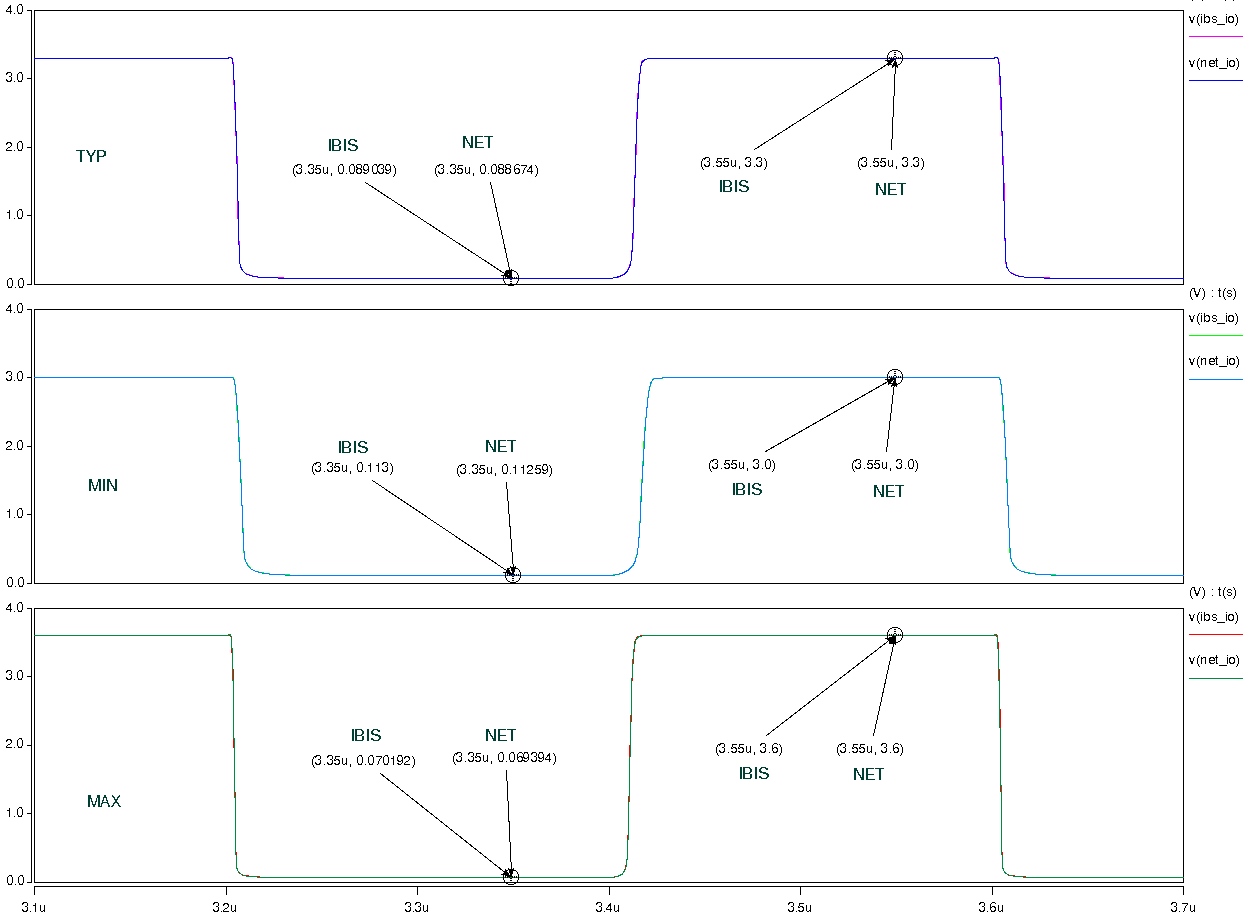 4.0
v(ibs_io)
v(net_io)
3.0
IBIS
NET
2.0
TYP
(3.35u, 0.089039)
(3.35u, 0.088674)
(3.55u, 3.3)
(3.55u, 3.3)
IBIS
NET
1.0
0.0
(V) : t(s)
4.0
v(ibs_io)
v(net_io)
3.0
IBIS
NET
2.0
(3.35u, 0.113)
(3.35u, 0.11259)
(3.55u, 3.0)
(3.55u, 3.0)
MIN
IBIS
NET
1.0
0.0
(V) : t(s)
4.0
v(ibs_io)
v(net_io)
3.0
IBIS
NET
2.0
(3.35u, 0.070192)
(3.35u, 0.069394)
(3.55u, 3.6)
(3.55u, 3.6)
IBIS
NET
MAX
1.0
0.0
3.1u
3.2u
3.3u
3.4u
3.5u
3.6u
3.7u